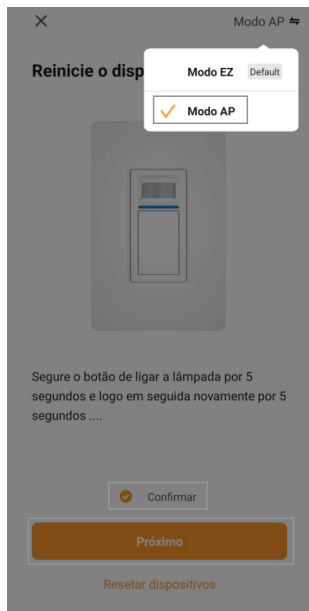 Modo AP
Reinicie o disp
Modo EZ Default
Modo AP
Segure o botão de ligar a lâmpada por 5
segundos e logo em seguida novamente por 5
segundos ....
Confirmar
Próximo
Resetar dispositivos